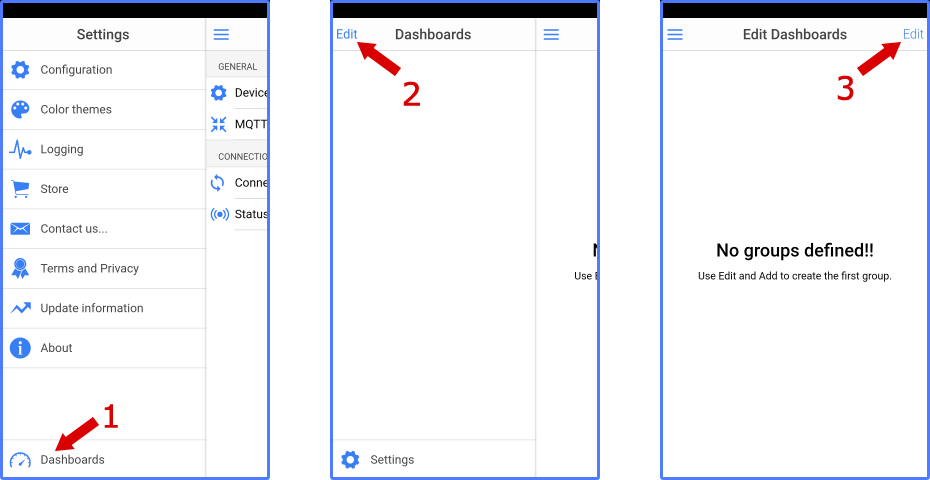 Settings
Configuration
Color themes
Logging
Store
Contact us...
Terms and Privacy
Update information
About
1
Dashboards
GENERAL
Device
MQTT
CONNECTIO
Conne
Status
Edit
Dashboards
2
Use E
Settings
Edit Dashboards
Edit
3
No groups defined!!
Use Edit and Add to create the first group.